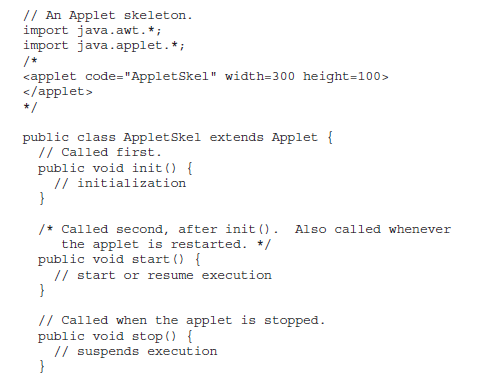 // An Applet skeleton.
import java.awt.*;
import java.applet.*;
/*
<applet code="AppletSkel" width=300 height=100>
</applet>
*/
public class AppletSkel extends Applet {
// Called first.
public void init() {
// initialization
}
/* Called second, after init(). Also called whenever
the applet is restarted. */
public void start() {
// start or resume execution
}
// Called when the applet is stopped.
public void stop() {
// suspends execution
}